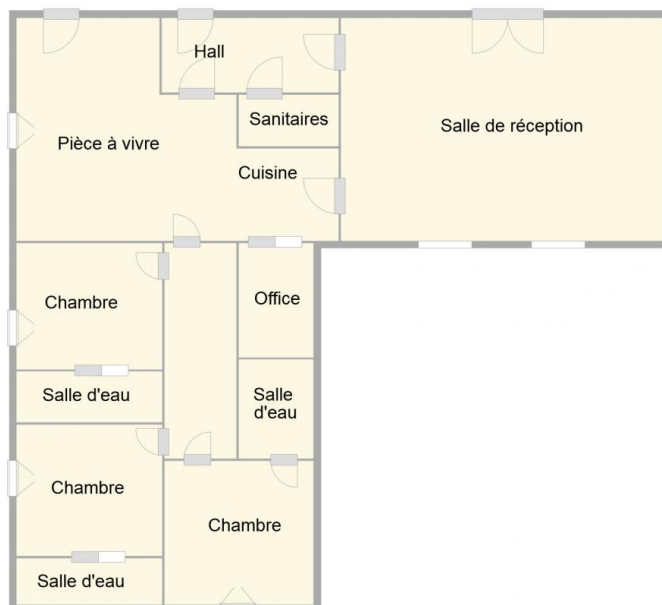 Hall
Sanitaires
Salle de réception
Pièce à vivre
Cuisine
Chambre
Office
Salle d'eau
Salle
d'eau
Chambre
Chambre
Salle d'eau